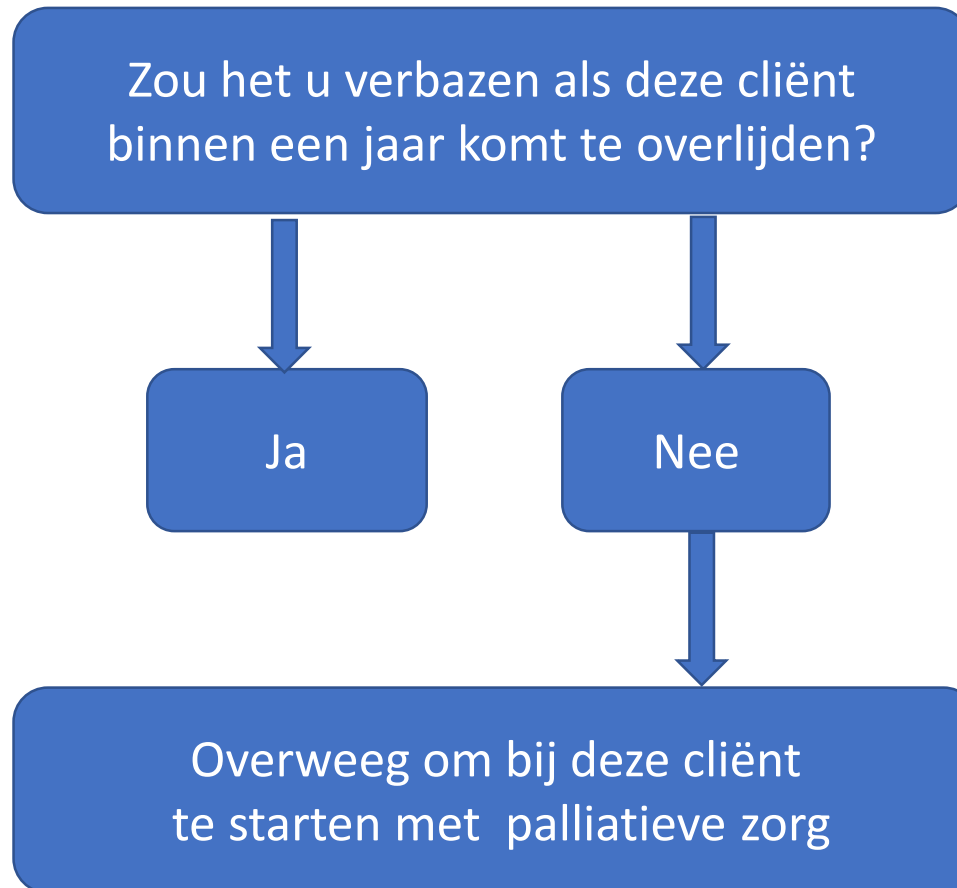 Zou het u verbazen als deze cliënt
binnen een jaar komt te overlijden?
Ja
Nee
Overweeg om bij deze cliënt
te starten met  palliatieve zorg